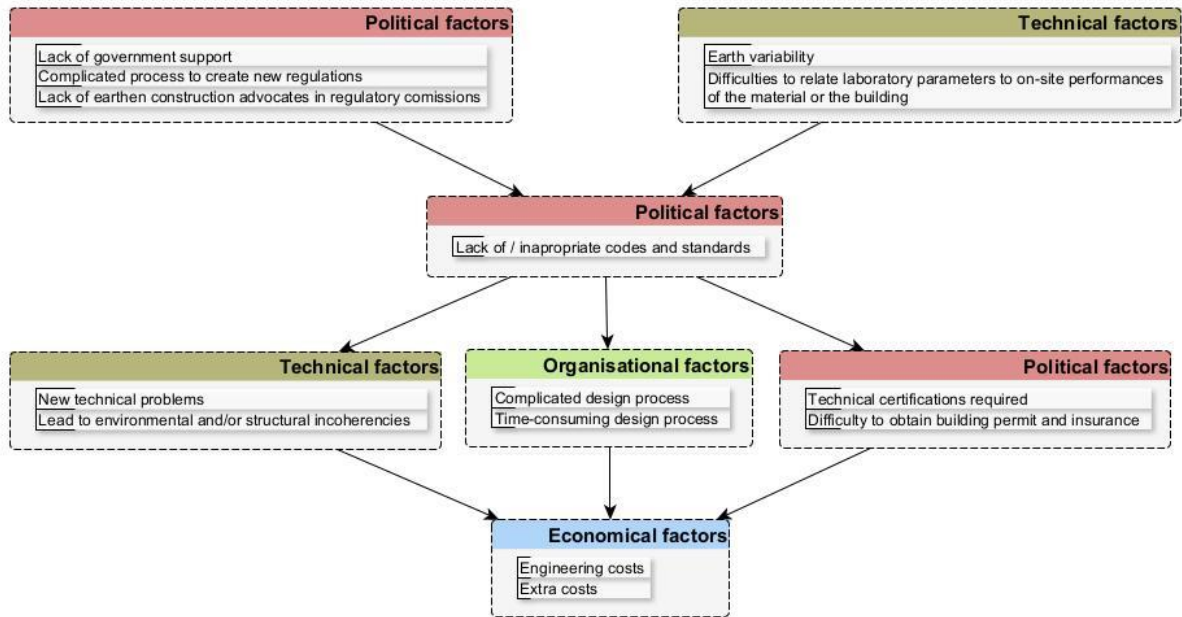 Political factors
Lack of government support
Complicated process to create new regulations
Lack of earthen construction advocates in regulatory comissions
Technical factors
Earth variability
Difficulties to relate laboratory parameters to on-site performances
of the material or the building
Political factors
Lack of / inapropriate codes and standards
Technical factors
New technical problems
Lead to environmental and/or structural incoherencies
Organisational factors
Complicated design process
Time-consuming design process
Political factors
Technical certifications required
Difficulty to obtain building permit and insurance
Economical factors
Engineering costs
Extra costs